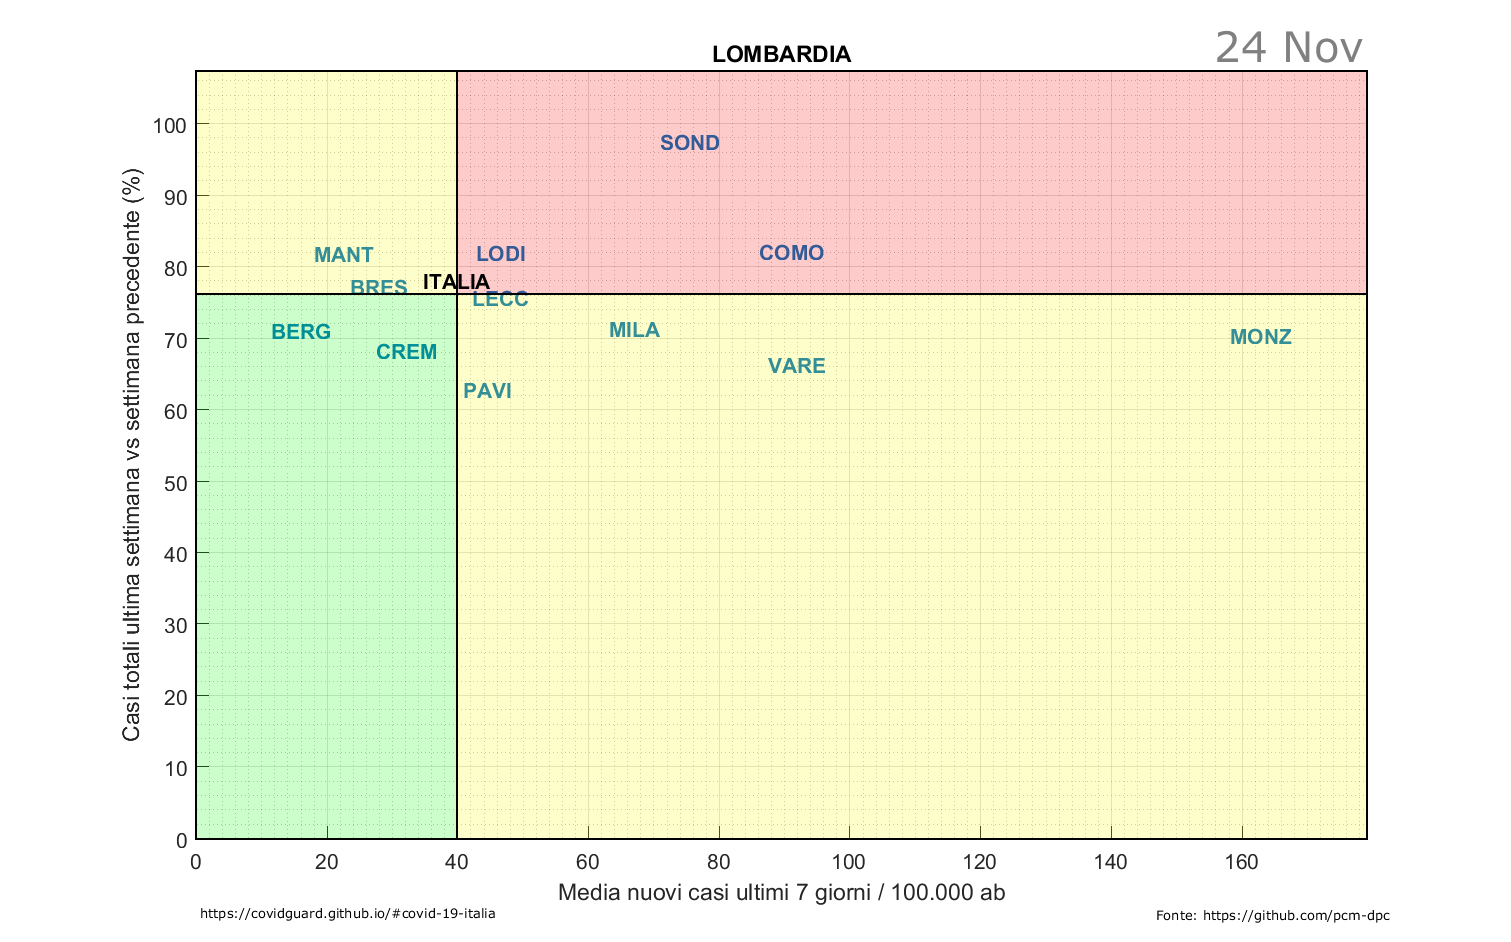 24 Nov
LOMBARDIA
Casi totali ultima settimana vs settimana precedente (%)
100
90
80
70
60
50
40
30
20
10
0
SOND
MANT
LODI
COMO
ITALIA
BRES
LECC
BERG
MILA
MONZ
CREM
VARE
PAVI
0 20 40 60 80 100 120 140 160
Media nuovi casi ultimi 7 giorni / 100.000 ab
https://covidguard.github.io/#covid-19-italia
Fonte: https://github.com/pcm-dpc